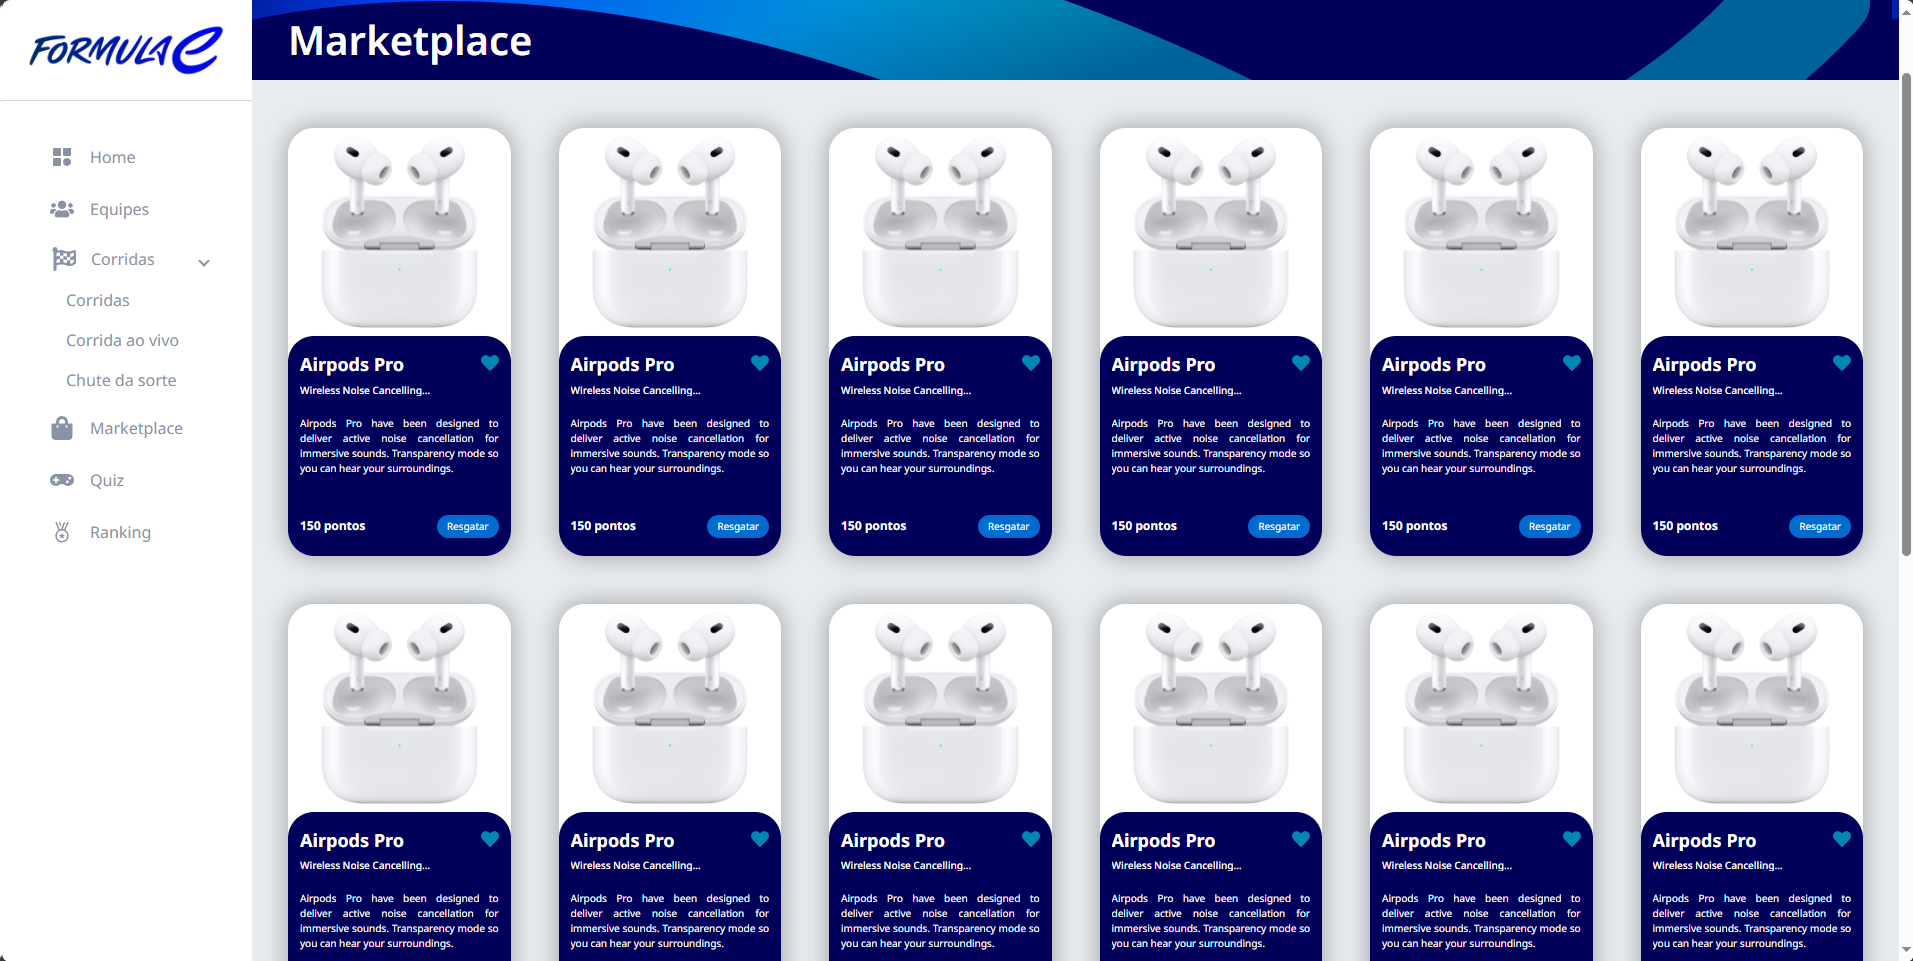 FORMULA E
Marketplace
Home
Equipes
Corridas
Corridas
Corrida ao vivo
Chute da sorte
Marketplace
Quiz
Ranking
Airpods Pro
Wireless Noise Cancelling...
Airpods Pro have been designed to
deliver active noise cancellation for
immersive sounds. Transparency mode so
you can hear your surroundings.
150 pontos
Resgatar
Airpods Pro
Wireless Noise Cancelling...
Airpods Pro have been designed to
deliver active noise cancellation for
immersive sounds. Transparency mode so
you can hear your surroundings.
150 pontos
Resgatar
Airpods Pro
Wireless Noise Cancelling...
Airpods Pro have been designed to
deliver active noise cancellation for
immersive sounds. Transparency mode so
you can hear your surroundings.
150 pontos
Resgatar
Airpods Pro
Wireless Noise Cancelling...
Airpods Pro have been designed to
deliver active noise cancellation for
immersive sounds. Transparency mode so
you can hear your surroundings.
150 pontos
Resgatar
Airpods Pro
Wireless Noise Cancelling...
Airpods Pro have been designed to
deliver active noise cancellation for
immersive sounds. Transparency mode so
you can hear your surroundings.
150 pontos
Resgatar
Airpods Pro
Wireless Noise Cancelling...
Airpods Pro have been designed to
deliver active noise cancellation for
immersive sounds. Transparency mode so
you can hear your surroundings.
150 pontos
Resgatar
Airpods Pro
Wireless Noise Cancelling...
Airpods Pro have been designed to
deliver active noise cancellation for
immersive sounds. Transparency mode so
you can hear your surroundings.
Airpods Pro
Wireless Noise Cancelling...
Airpods Pro have been designed to
deliver active noise cancellation for
immersive sounds. Transparency mode so
you can hear your surroundings.
Airpods Pro
Wireless Noise Cancelling...
Airpods Pro have been designed to
deliver active noise cancellation for
immersive sounds. Transparency mode so
you can hear your surroundings.
Airpods Pro
Wireless Noise Cancelling...
Airpods Pro have been designed to
deliver active noise cancellation for
immersive sounds. Transparency mode so
you can hear your surroundings.
Airpods Pro
Wireless Noise Cancelling...
Airpods Pro have been designed to
deliver active noise cancellation for
immersive sounds. Transparency mode so
you can hear your surroundings.
Airpods Pro
Wireless Noise Cancelling...
Airpods Pro have been designed to
deliver active noise cancellation for
immersive sounds. Transparency mode so
you can hear your surroundings.